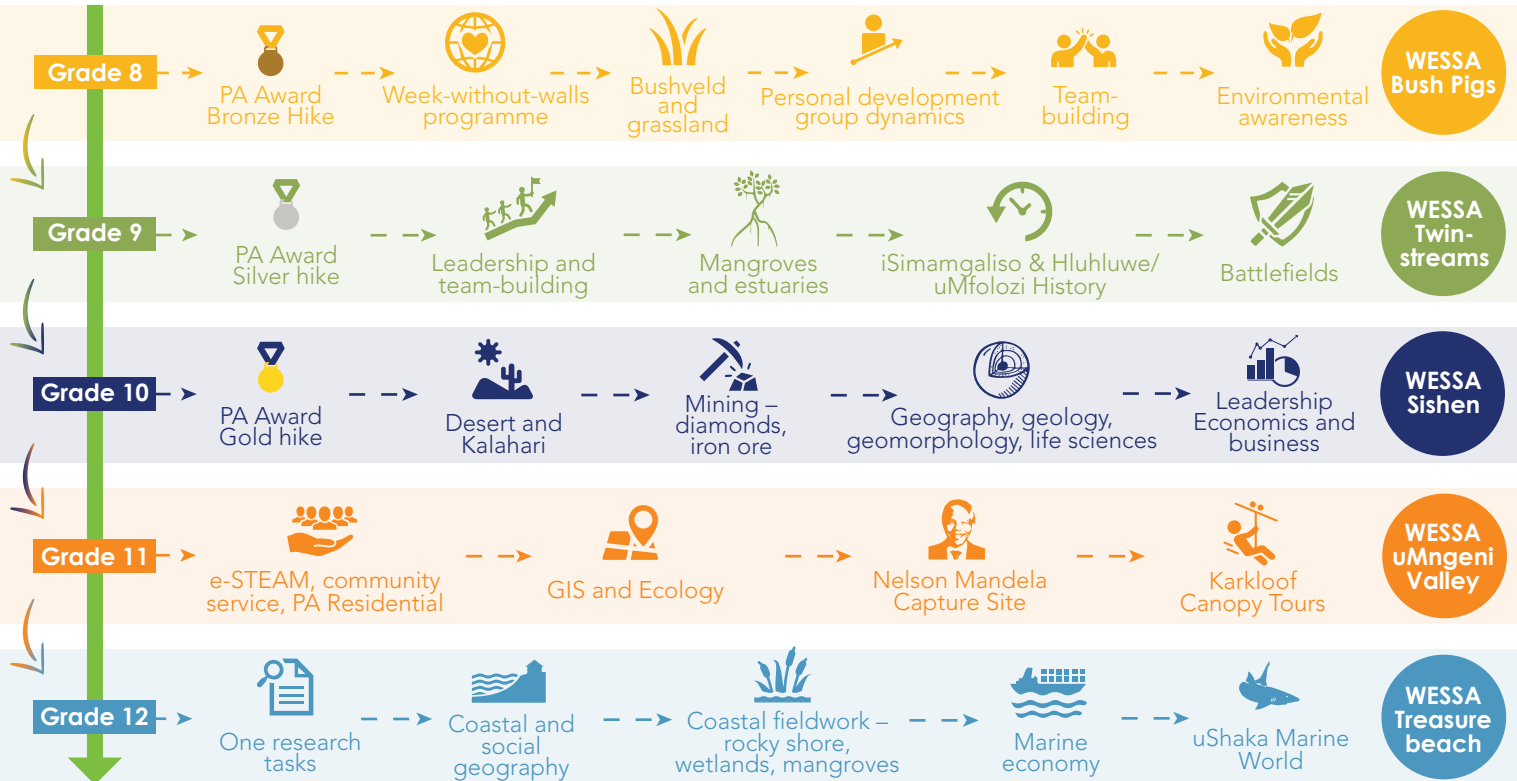 Grade 8
PA Award
Bronze Hike
Week-without-walls
programme
Bushveld
and
grassland
Personal development
group dynamics
Team-
building
Environmental
awareness
WESSA
Bush Pigs
Grade 9
PA Award
Silver hike
Leadership and
team-building
Mangroves
and estuaries
iSimamgaliso & Hluhluwe/
uMfolozi History
Battlefields
WESSA
Twin-
streams
Grade 10
PA Award
Gold hike
Desert and
Kalahari
Mining –
diamonds,
iron ore
Geography, geology,
geomorphology, life sciences
Leadership
Economics and
business
WESSA
Sishen
Grade 11
e-STEAM, community
service, PA Residential
GIS and Ecology
Nelson Mandela
Capture Site
Karkloof
Canopy Tours
WESSA
uMngeni
Valley
Grade 12
One research
tasks
Coastal and
social
geography
Coastal fieldwork –
rocky shore,
wetlands, mangroves
Marine
economy
uShaka Marine
World
WESSA
Treasure
beach